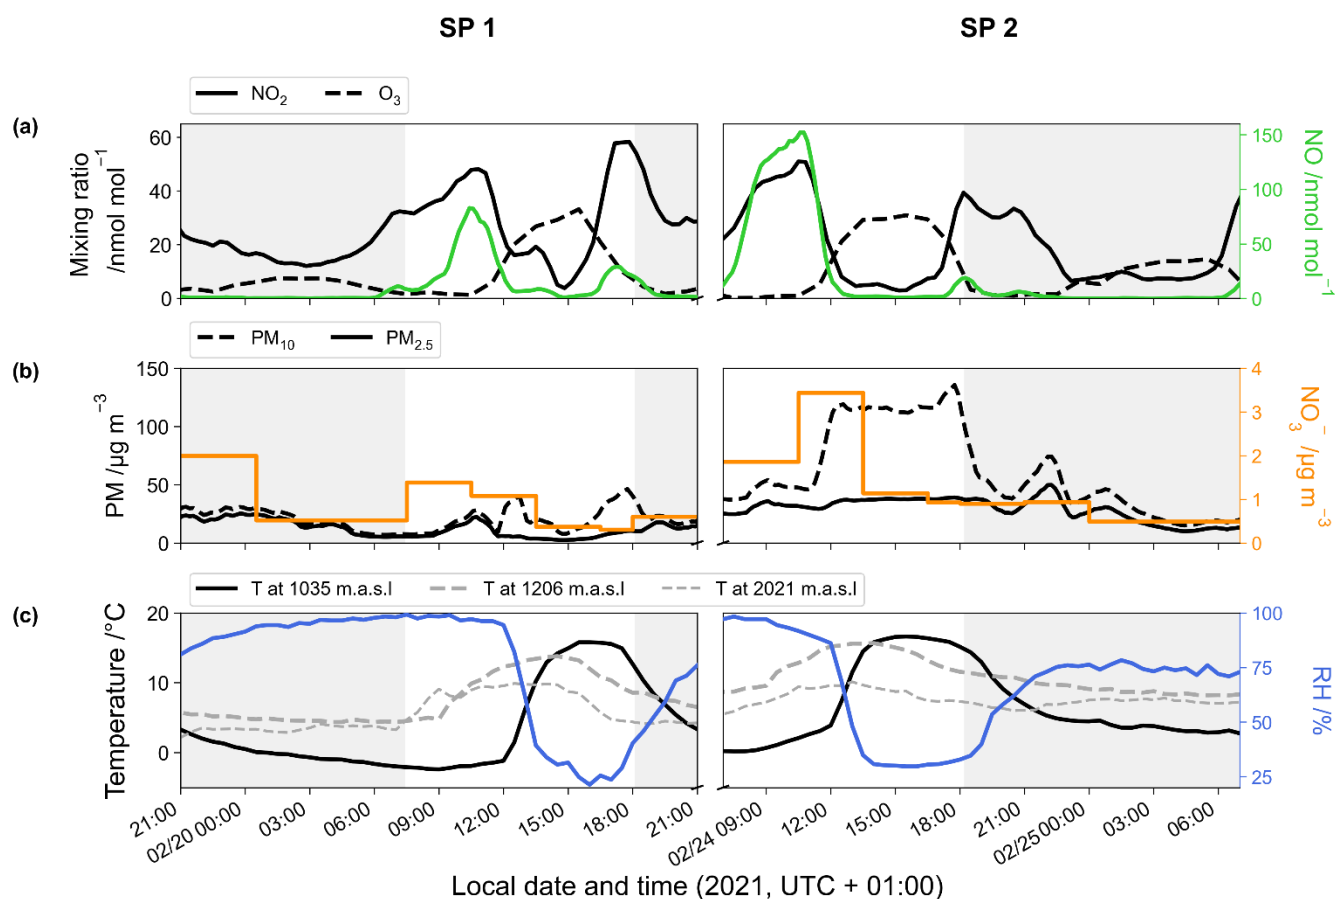 SP 1 SP 2
NO₂ O₃
(a)
Mixing ratio
/nmol mol⁻¹
60
40
20
0
150
100
50
0
NO /nmol mol⁻¹
PM₁₀ PM₂.₅
(b)
PM /µg m⁻³
150
100
50
0
4
3
2
1
0
NO₃⁻ /µg m⁻³
T at 1035 m.a.s.l T at 1206 m.a.s.l T at 2021 m.a.s.l
(c)
Temperature /°C
20
10
0
100
75
50
25
RH /%
21:00 02/20 00:00 03:00 06:00 09:00 12:00 15:00 18:00 21:00 02/24 09:00 12:00 15:00 18:00 21:00 02/25 00:00 03:00 06:00
Local date and time (2021, UTC + 01:00)